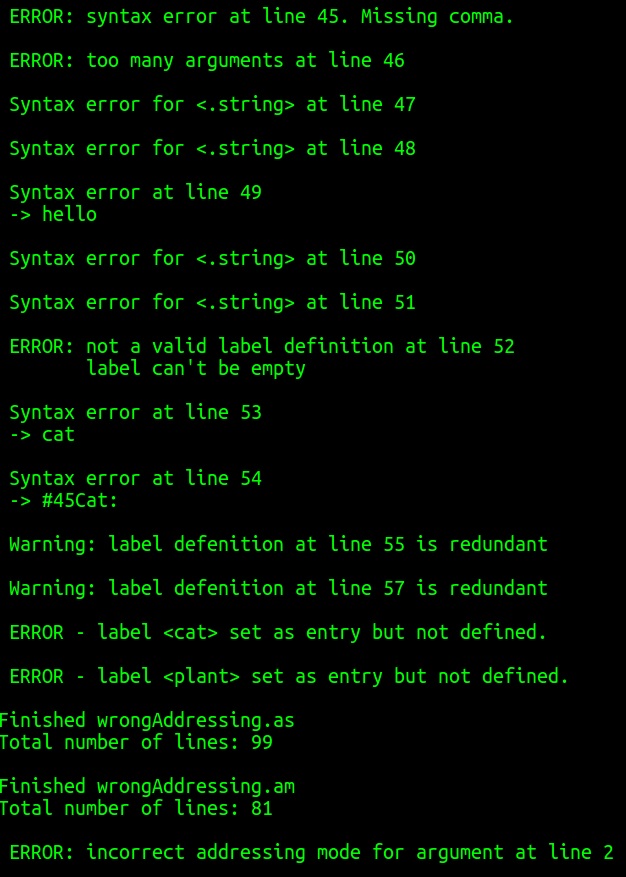 ERROR: syntax error at line 45. Missing comma.
ERROR: too many arguments at line 46
Syntax error for <.string> at line 47
Syntax error for <.string> at line 48
Syntax error at line 49
-> hello
Syntax error for <.string> at line 50
Syntax error for <.string> at line 51
ERROR: not a valid label definition at line 52
label can't be empty
Syntax error at line 53
-> cat
Syntax error at line 54
-> #45Cat:
Warning: label defenition at line 55 is redundant
Warning: label defenition at line 57 is redundant
ERROR - label <cat> set as entry but not defined.
ERROR - label <plant> set as entry but not defined.
Finished wrongAddressing.as
Total number of lines: 99
Finished wrongAddressing.am
Total number of lines: 81
ERROR: incorrect addressing mode for argument at line 2